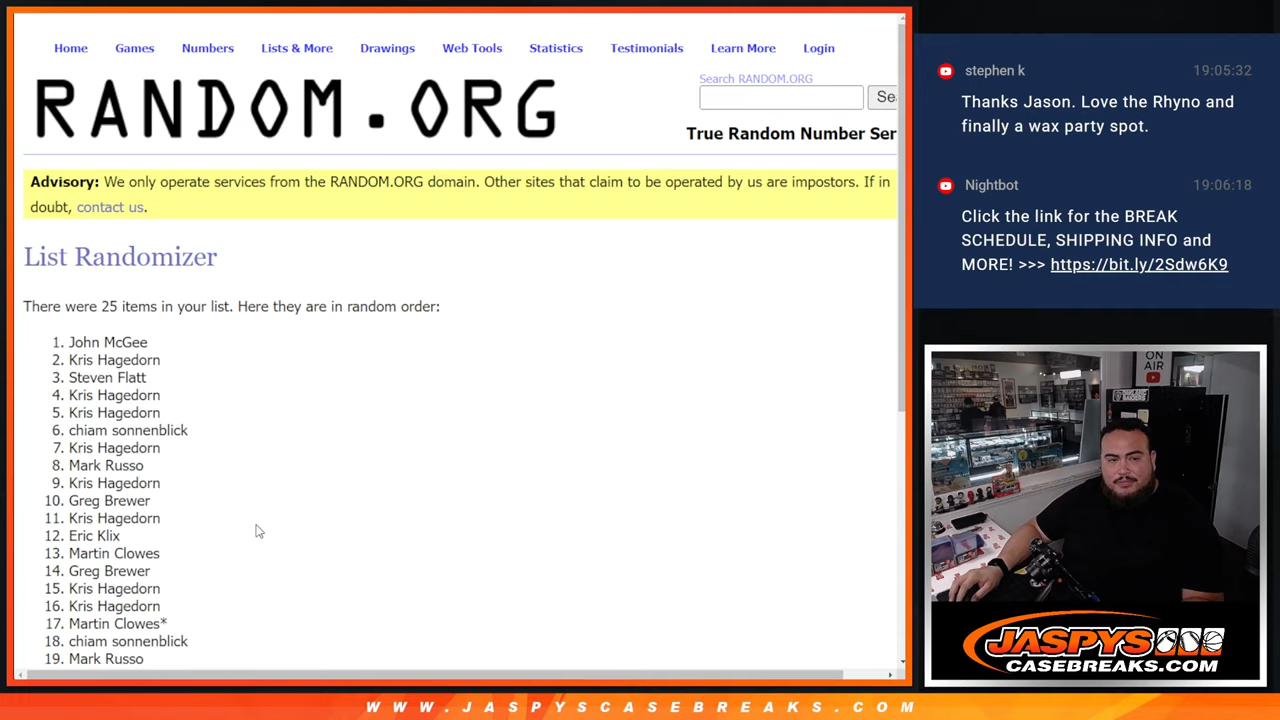 Home Games Numbers Lists & More Drawings Web Tools Statistics Testimonials Learn More Login
RANDOM.ORG
Search RANDOM.ORG
Se
True Random Number Ser
Advisory: We only operate services from the RANDOM.ORG domain. Other sites that claim to be operated by us are impostors. If in
doubt, contact us.
List Randomizer
There were 25 items in your list. Here they are in random order:
1. John McGee
2. Kris Hagedorn
3. Steven Flatt
4. Kris Hagedorn
5. Kris Hagedorn
6. chiam sonnenblick
7. Kris Hagedorn
8. Mark Russo
9. Kris Hagedorn
10. Greg Brewer
11. Kris Hagedorn
12. Eric Klix
13. Martin Clowes
14. Greg Brewer
15. Kris Hagedorn
16. Kris Hagedorn
17. Martin Clowes*
18. chiam sonnenblick
19. Mark Russo
stephen k 19:05:32
Thanks Jason. Love the Rhyno and
finally a wax party spot.
Nightbot 19:06:18
Click the link for the BREAK
SCHEDULE, SHIPPING INFO and
MORE! >>> https://bit.ly/2Sdw6K9
ON
AIR
JASPYS
CASEBREAKS.COM
WWW.JASPYSCASEBREAKS.COM